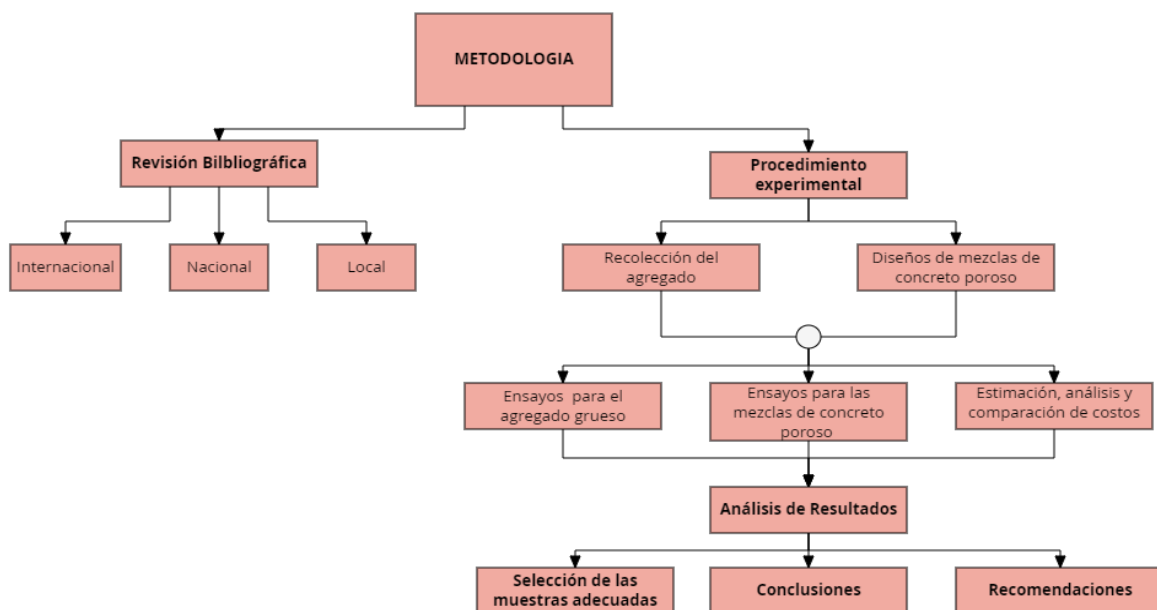 METODOLOGIA
Revisión Bilbliográfica
Procedimiento
experimental
Internacional
Nacional
Local
Recolección del
agregado
Diseños de mezclas de
concreto poroso
Ensayos para el
agregado grueso
Ensayos para las
mezclas de concreto
poroso
Estimación, análisis y
comparación de costos
Análisis de Resultados
Selección de las
muestras adecuadas
Conclusiones
Recomendaciones